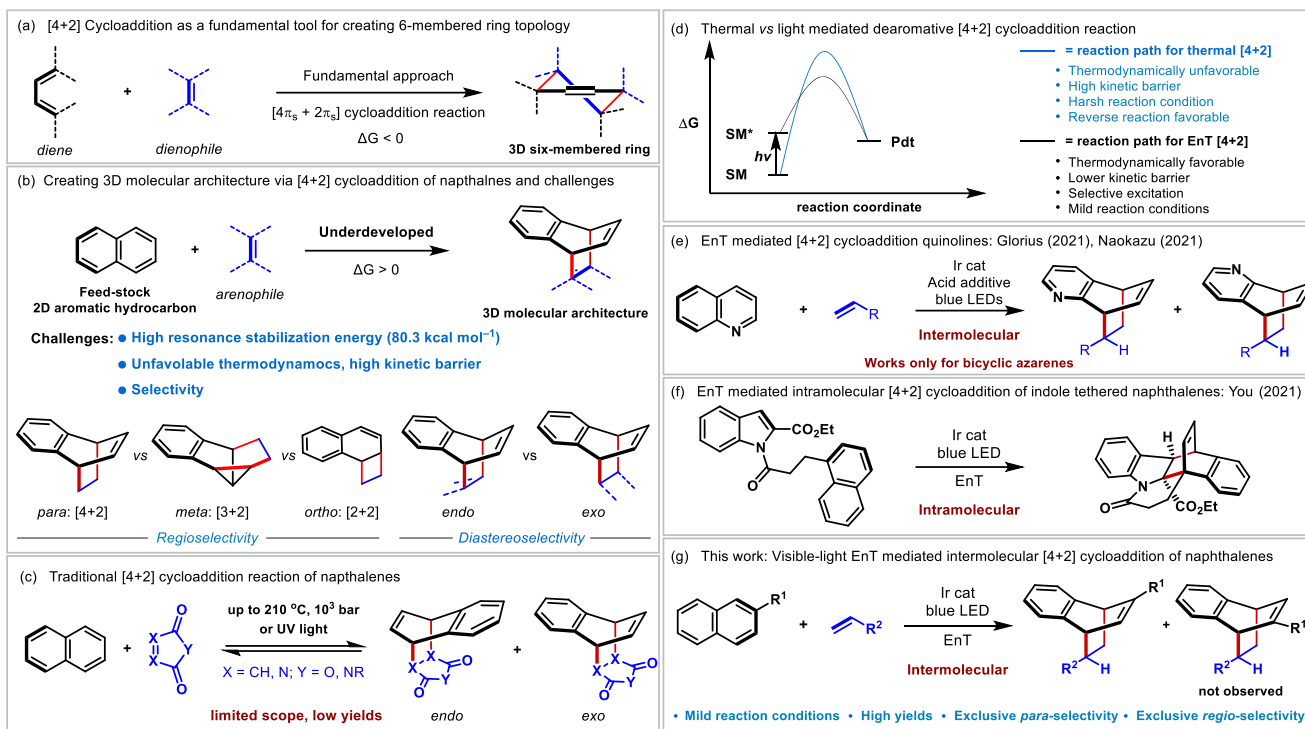 (a) [4+2] Cycloaddition as a fundamental tool for creating 6-membered ring topology
+
Fundamental approach
[4πs + 2πs] cycloaddition reaction
ΔG < 0
diene
dienophile
3D six-membered ring
(b) Creating 3D molecular architecture via [4+2] cycloaddition of napthalnes and challenges
+
Underdeveloped
ΔG > 0
Feed-stock
2D aromatic hydrocarbon
arenophile
3D molecular architecture
Challenges: ● High resonance stabilization energy (80.3 kcal mol⁻¹)
● Unfavolable thermodynamocs, high kinetic barrier
● Selectivity
vs
vs
vs
para: [4+2]
meta: [3+2]
ortho: [2+2]
endo
exo
Regioselectivity
Diastereoselectivity
(c) Traditional [4+2] cycloaddition reaction of napthalenes
+
O
X
X
Y
O
up to 210 °C, 10³ bar
or UV light
X = CH, N; Y = O, NR
limited scope, low yields
X
X
O
Y
O
endo
+
X
X
O
Y
O
exo
(d) Thermal vs light mediated dearomative [4+2] cycloaddition reaction
ΔG
SM*
hν
SM
Pdt
reaction coordinate
= reaction path for thermal [4+2]
• Thermodynamically unfavorable
• High kinetic barrier
• Harsh reaction condition
• Reverse reaction favorable
= reaction path for EnT [4+2]
• Thermodynamically favorable
• Lower kinetic barrier
• Selective excitation
• Mild reaction conditions
(e) EnT mediated [4+2] cycloaddition quinolines: Glorius (2021), Naokazu (2021)
N
+
R
Ir cat
Acid additive
blue LEDs
Intermolecular
Works only for bicyclic azarenes
N
R
H
+
N
R
H
(f) EnT mediated intramolecular [4+2] cycloaddition of indole tethered naphthalenes: You (2021)
CO₂Et
N
O
Ir cat
blue LED
EnT
Intramolecular
H
N
O
CO₂Et
(g) This work: Visible-light EnT mediated intermolecular [4+2] cycloaddition of naphthalenes
R¹
+
R²
Ir cat
blue LED
EnT
Intermolecular
R¹
R²
H
+
R¹
R²
H
not observed
• Mild reaction conditions • High yields • Exclusive para-selectivity • Exclusive regio-selectivity